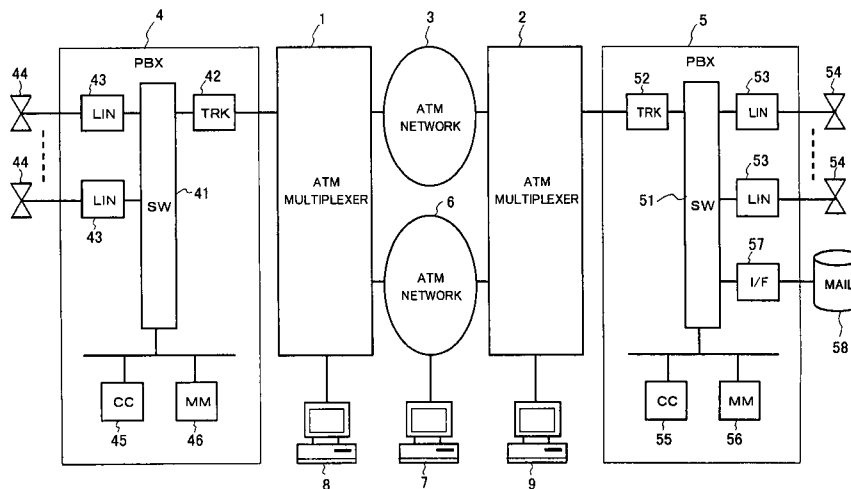 4
1
3
2
5
PBX
PBX
44
43
42
52
53
54
LIN
TRK
ATM
NETWORK
TRK
LIN
44
41
54
LIN
SW
43
ATM
MULTIPLEXER
6
ATM
MULTIPLEXER
51
SW
53
LIN
57
ATM
NETWORK
I/F
MAIL
58
CC
MM
CC
MM
45
46
55
56
8
7
9